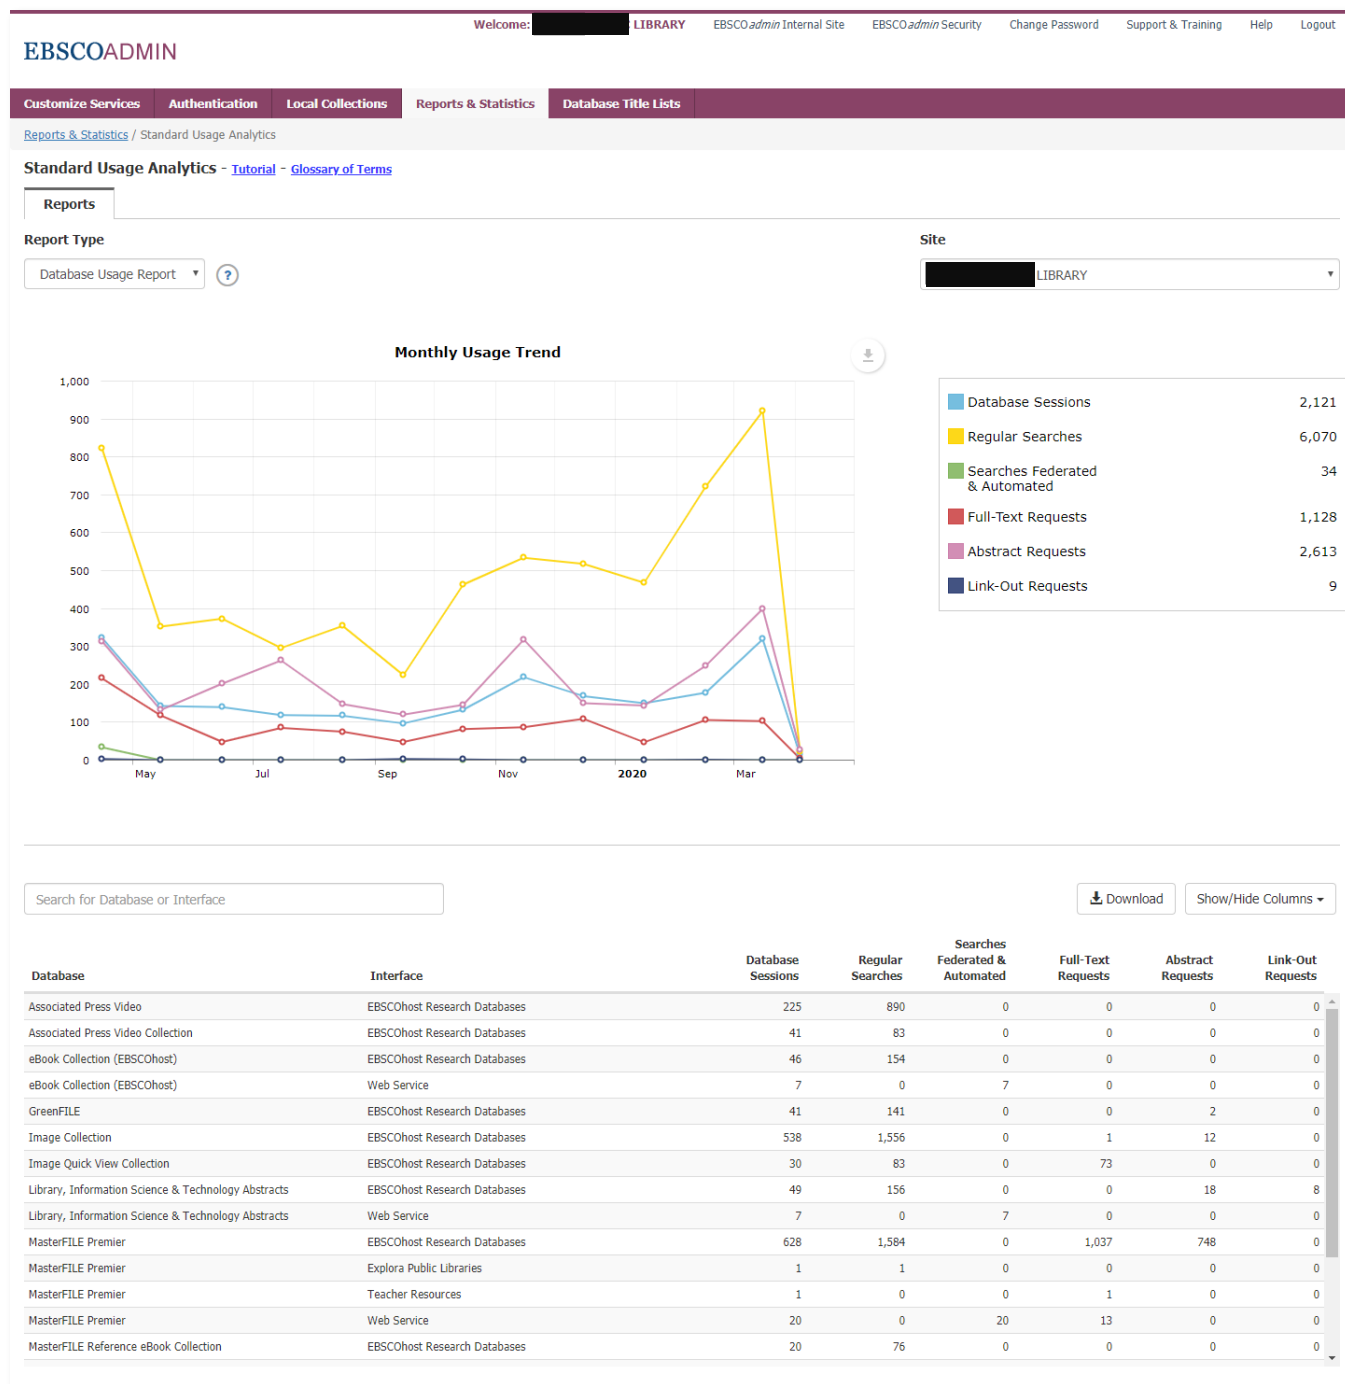 Welcome: LIBRARY EBSCOadmin Internal Site EBSCOadmin Security Change Password Support & Training Help Logout
EBSCOADMIN
Customize Services Authentication Local Collections Reports & Statistics Database Title Lists
Reports & Statistics / Standard Usage Analytics
Standard Usage Analytics - Tutorial - Glossary of Terms
Reports
Report Type Site
Database Usage Report ? LIBRARY
Monthly Usage Trend
1,000
900
800
700
600
500
400
300
200
100
0
May Jul Sep Nov 2020 Mar
Database Sessions 2,121
Regular Searches 6,070
Searches Federated 34
& Automated
Full-Text Requests 1,128
Abstract Requests 2,613
Link-Out Requests 9
Search for Database or Interface Download Show/Hide Columns
Searches
Database Regular Federated & Full-Text Abstract Link-Out
Database Interface Sessions Searches Automated Requests Requests Requests
Associated Press Video EBSCOhost Research Databases 225 890 0 0 0 0
Associated Press Video Collection EBSCOhost Research Databases 41 83 0 0 0 0
eBook Collection (EBSCOhost) EBSCOhost Research Databases 46 154 0 0 0 0
eBook Collection (EBSCOhost) Web Service 7 0 7 0 0 0
GreenFILE EBSCOhost Research Databases 41 141 0 0 2 0
Image Collection EBSCOhost Research Databases 538 1,556 0 1 12 0
Image Quick View Collection EBSCOhost Research Databases 30 83 0 73 0 0
Library, Information Science & Technology Abstracts EBSCOhost Research Databases 49 156 0 0 18 8
Library, Information Science & Technology Abstracts Web Service 7 0 7 0 0 0
MasterFILE Premier EBSCOhost Research Databases 628 1,584 0 1,037 748 0
MasterFILE Premier Explora Public Libraries 1 1 0 0 0 0
MasterFILE Premier Teacher Resources 1 0 0 1 0 0
MasterFILE Premier Web Service 20 0 20 13 0 0
MasterFILE Reference eBook Collection EBSCOhost Research Databases 20 76 0 0 0 0